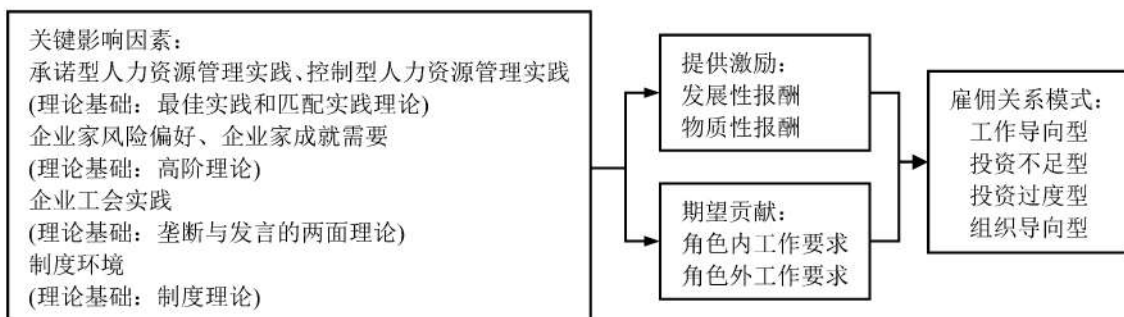 关键影响因素：
承诺型人力资源管理实践、控制型人力资源管理实践
(理论基础：最佳实践和匹配实践理论)
企业家风险偏好、企业家成就需要
(理论基础：高阶理论)
企业工会实践
(理论基础：垄断与发言的两面理论)
制度环境
(理论基础：制度理论)
提供激励：
发展性报酬
物质性报酬
期望贡献：
角色内工作要求
角色外工作要求
雇佣关系模式：
工作导向型
投资不足型
投资过度型
组织导向型